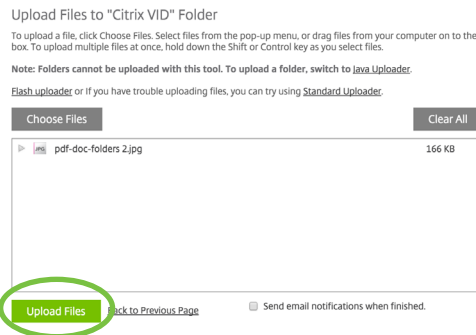 Upload Files to "Citrix VID" Folder
To upload a file, click Choose Files. Select files from the pop-up menu, or drag files from your computer on to the
box. To upload multiple files at once, hold down the Shift or Control key as you select files.
Note: Folders cannot be uploaded with this tool. To upload a folder, switch to Java Uploader.
Flash uploader or If you have trouble uploading files, you can try using Standard Uploader.
Choose Files Clear All
JPG pdf-doc-folders 2.jpg 166 KB
Upload Files Back to Previous Page Send email notifications when finished.